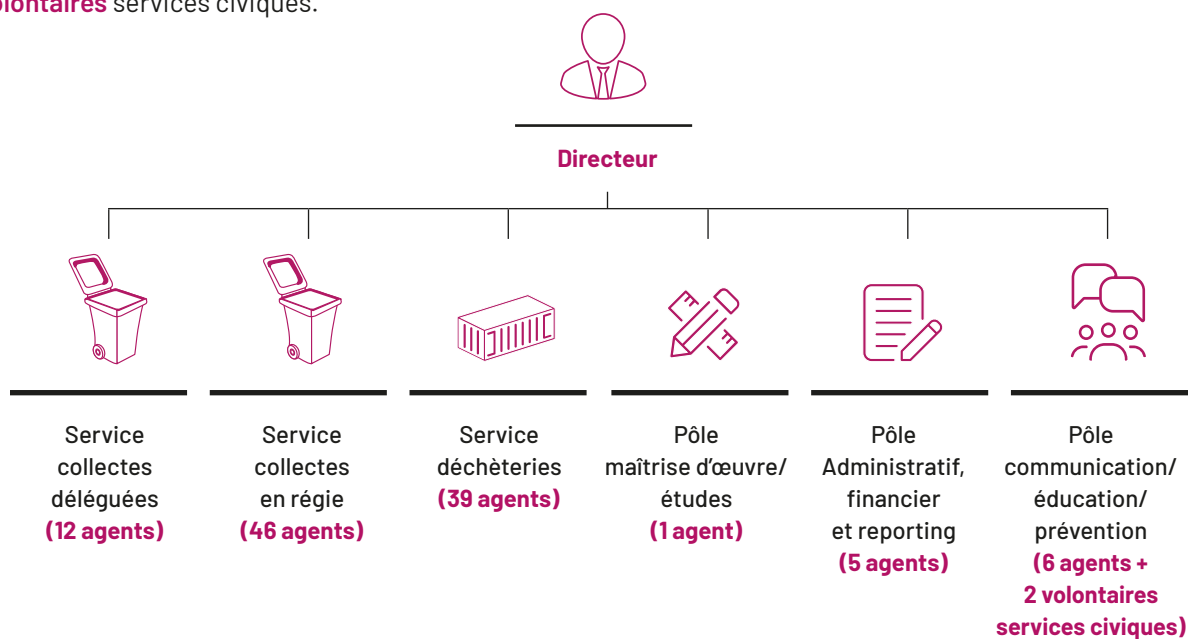 volontaires services civiques.
Directeur
Service
collectes
déléguées
(12 agents)
Service
collectes
en régie
(46 agents)
Service
déchèteries
(39 agents)
Pôle
maîtrise d'œuvre/
études
(1 agent)
Pôle
Administratif,
financier
et reporting
(5 agents)
Pôle
communication/
éducation/
prévention
(6 agents +
2 volontaires
services civiques)